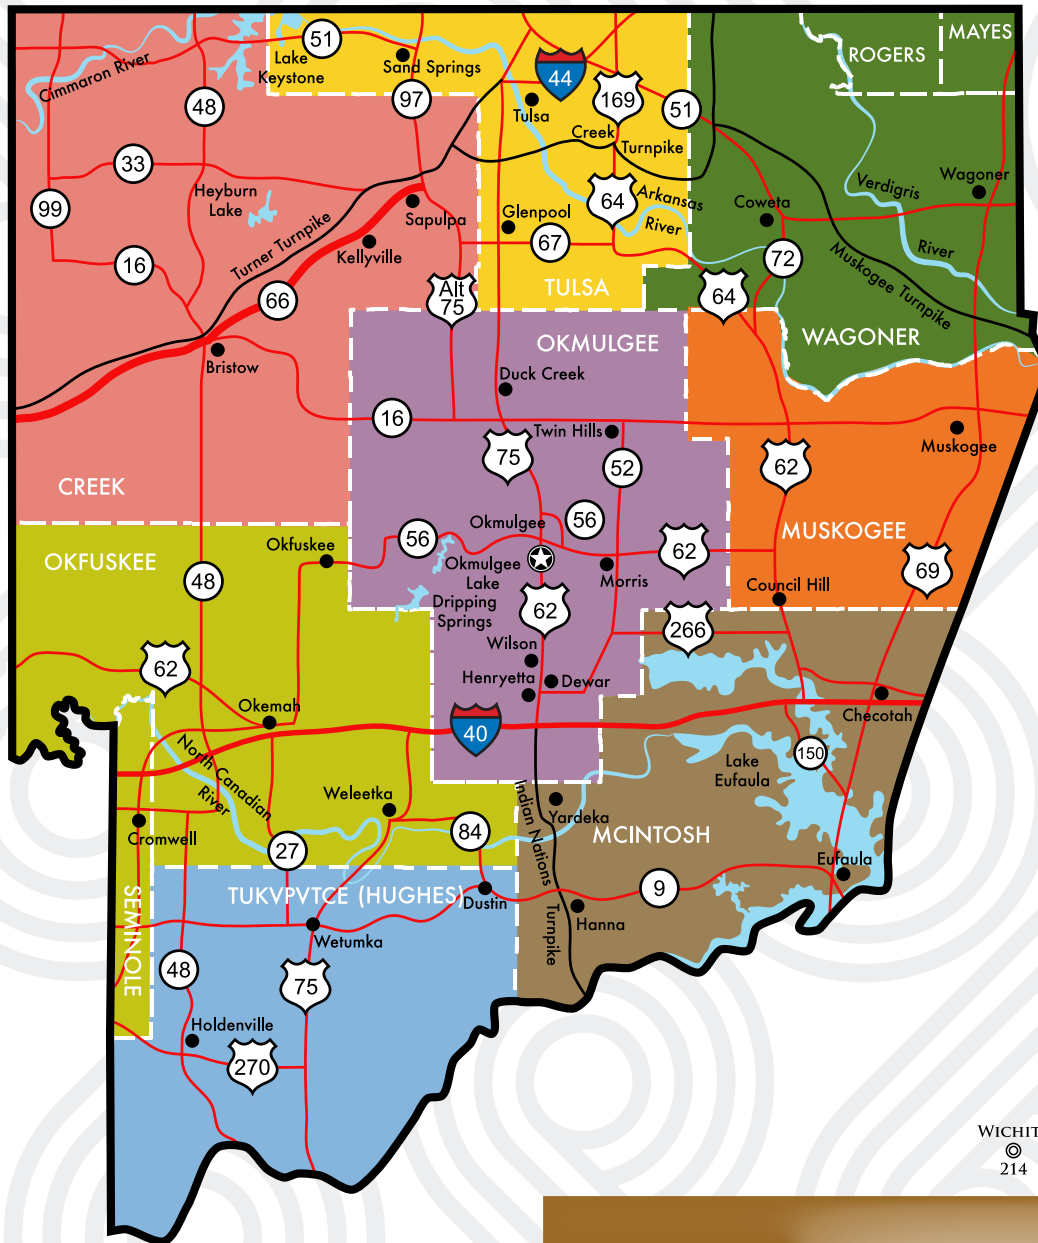 MAYES
ROGERS
51
Cimmaron River
Lake
Keystone
Sand Springs
44
97
48
Tulsa
169
51
Creek
Turnpike
33
Heyburn
Lake
99
Sapulpa
64
Arkansas
River
Coweta
Verdigris
River
Wagoner
Glenpool
67
Turner Turnpike
Kellyville
16
66
Alt
75
TULSA
64
72
Muskogee Turnpike
WAGONER
OKMULGEE
Bristow
Duck Creek
16
Twin Hills
75
52
62
Muskogee
CREEK
Okmulgee
56
56
MUSKOGEE
OKFUSKEE
Okfuskee
62
69
48
Okmulgee
Lake
Morris
Council Hill
Dripping
Springs
62
266
Wilson
62
Henryetta
Dewar
Okemah
40
Checotah
North Canadian
River
150
Lake
Eufaula
Weleetka
Indian Nations
Turnpike
Yardeka
Cromwell
84
MCINTOSH
27
Eufaula
SEMINOLE
TUKVPVTCE (HUGHES)
Dustin
9
Hanna
Wetumka
48
75
Holdenville
270
WICHIT
214